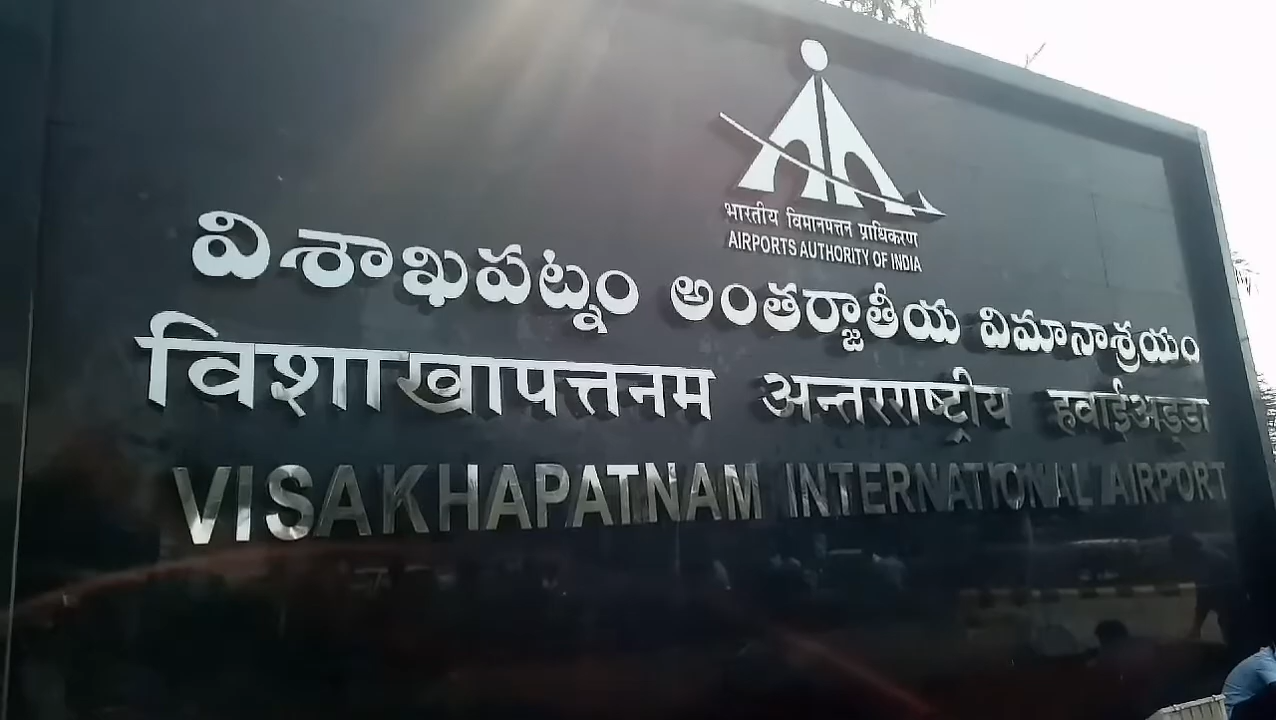 भारतीय विमानपत्तन प्राधिकरण
AIRPORTS AUTHORITY OF INDIA
విశాఖపట్నం అంతర్జాతీయ విమానాశ్రయం
विशाखापत्तनम अन्तरराष्ट्रीय हवाईअड्डा
VISAKHAPATNAM INTERNATIONAL AIRPORT